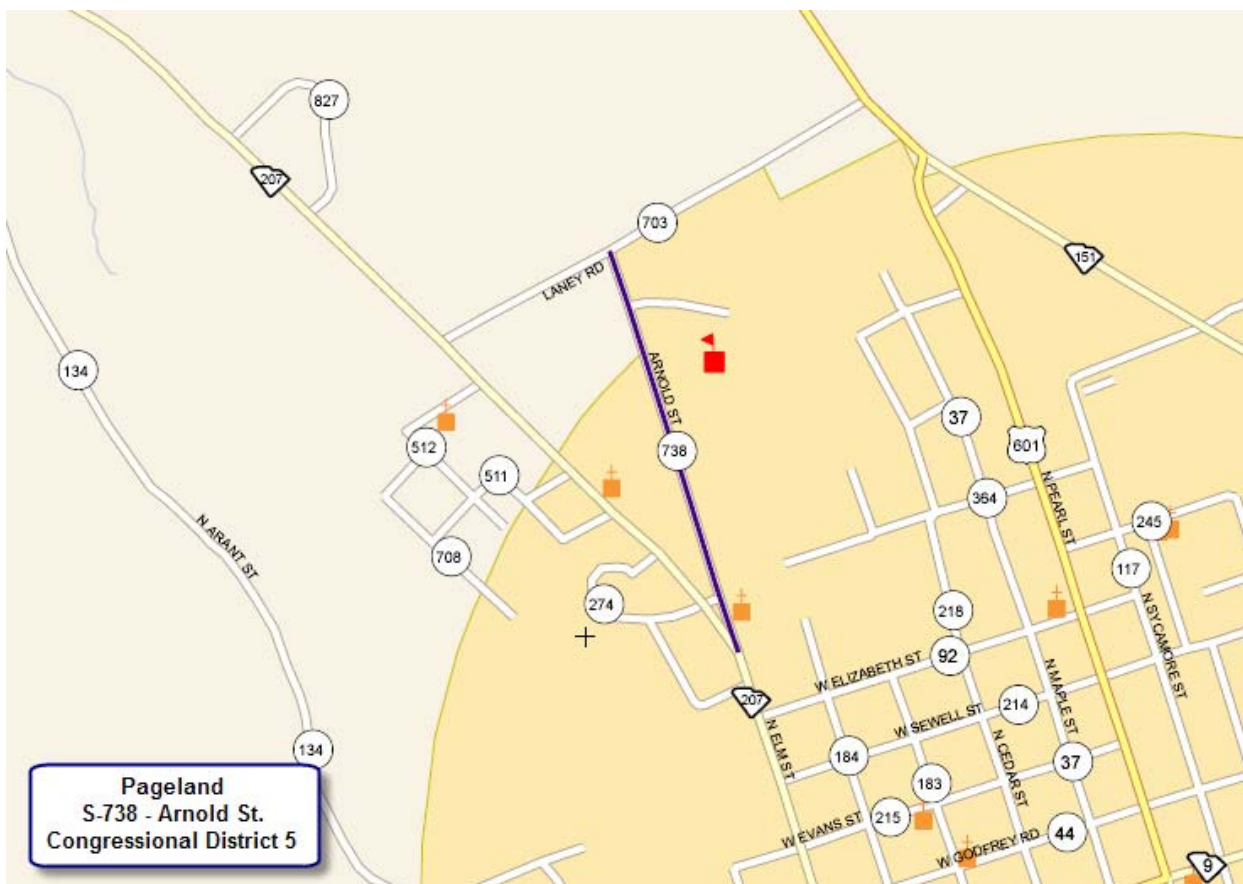 827
207
703
LANEY RD
151
134
ARNOLD ST
512
511
738
37
601
364
N PEARL ST
245
117
N ARANT ST
708
274
218
92
W ELIZABETH ST
N SYCAMORE ST
N MAPLE ST
207
214
W SEWELL ST
N ELM ST
N CEDAR ST
134
184
183
37
215
W EVANS ST
44
W GODFREY RD
9
Pageland
S-738 - Arnold St.
Congressional District 5